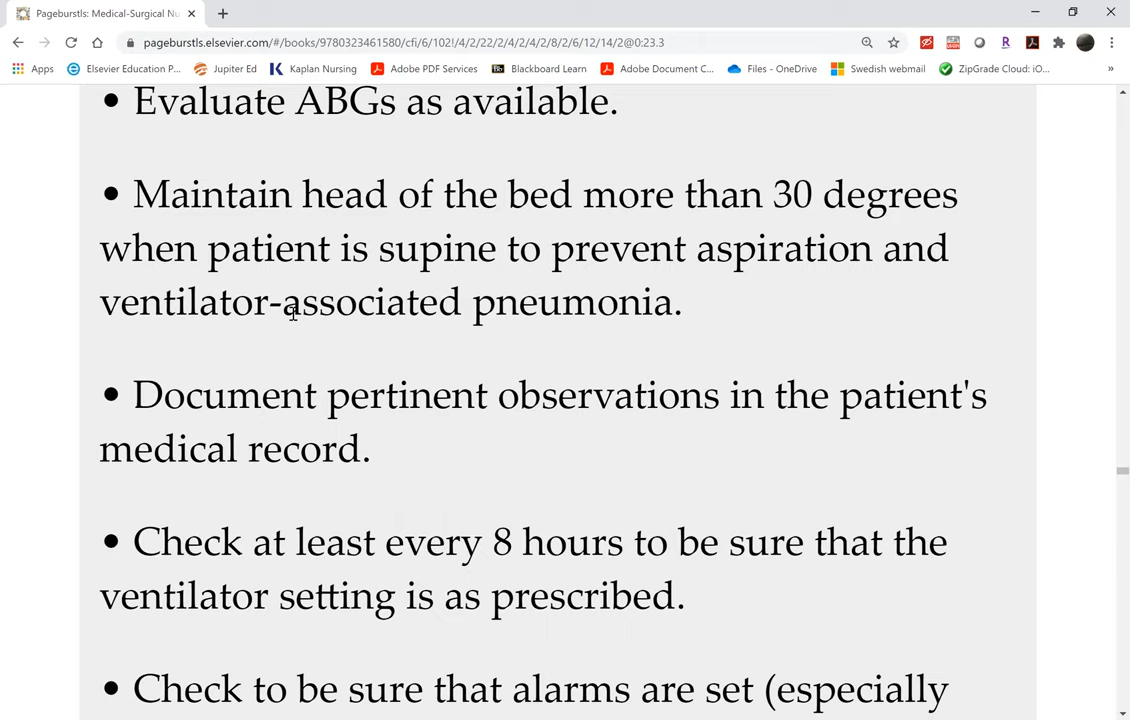 Pageburstls: Medical-Surgical Nu
pageburstls.elsevier.com/#/books/9780323461580/cfi/6/102!/4/2/22/2/4/2/4/2/8/2/6/12/14/2@0:23.3
Apps
Elsevier Education P...
Jupiter Ed
Kaplan Nursing
Adobe PDF Services
Blackboard Learn
Adobe Document C...
Files - OneDrive
Swedish webmail
ZipGrade Cloud: iO...
»
• Evaluate ABGs as available.
• Maintain head of the bed more than 30 degrees
when patient is supine to prevent aspiration and
ventilator-associated pneumonia.
• Document pertinent observations in the patient's
medical record.
• Check at least every 8 hours to be sure that the
ventilator setting is as prescribed.
• Check to be sure that alarms are set (especially